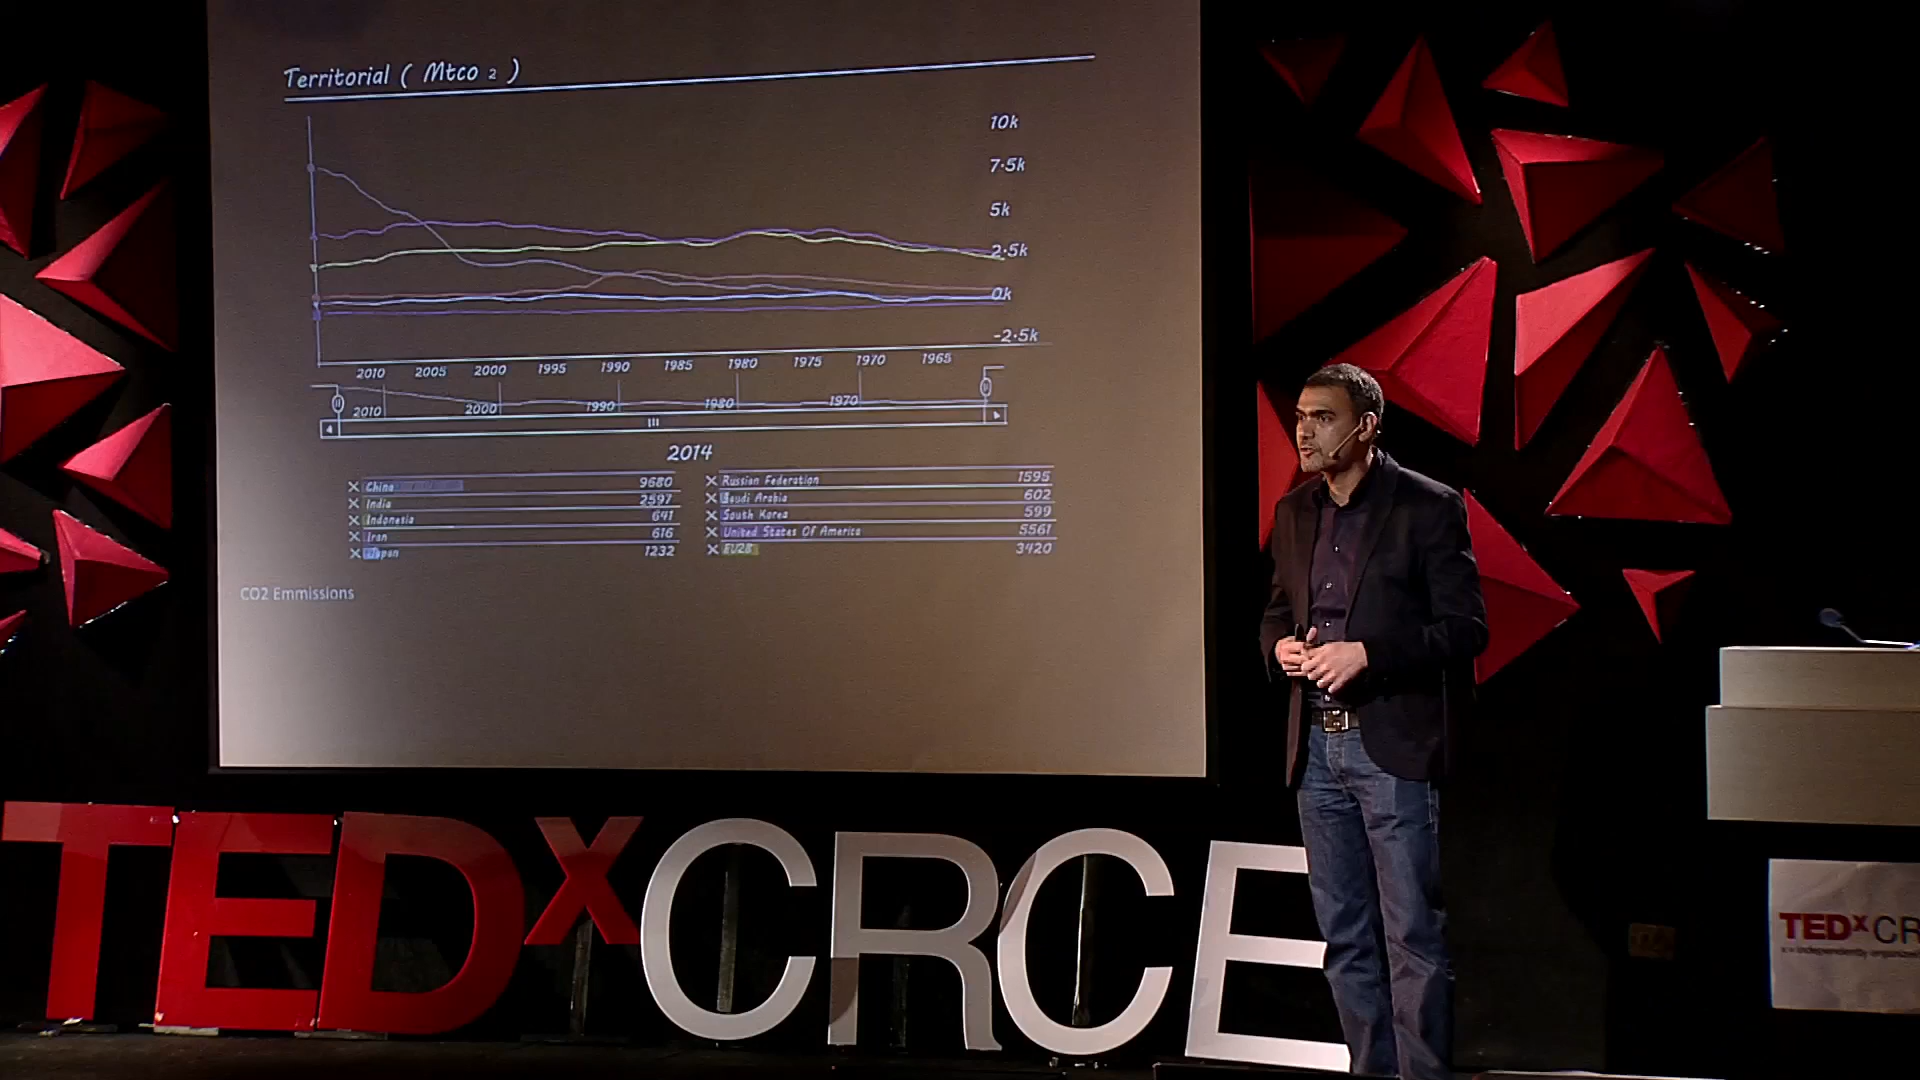 Territorial ( Mtco 2 )
10k
7.5k
5k
2.5k
0k
-2.5k
2010 2005 2000 1995 1990 1985 1980 1975 1970 1965
2010 2000 1990 1980 1970
2014
China 9680
India 2597
Indonesia 641
Iran 616
1232
Russian Federation 1595
Saudi Arabia 602
South Korea 599
United States Of America 5561
EU28 3420
CO2 Emmissions
TEDxCRCE
TEDxCR
x = independently organiz